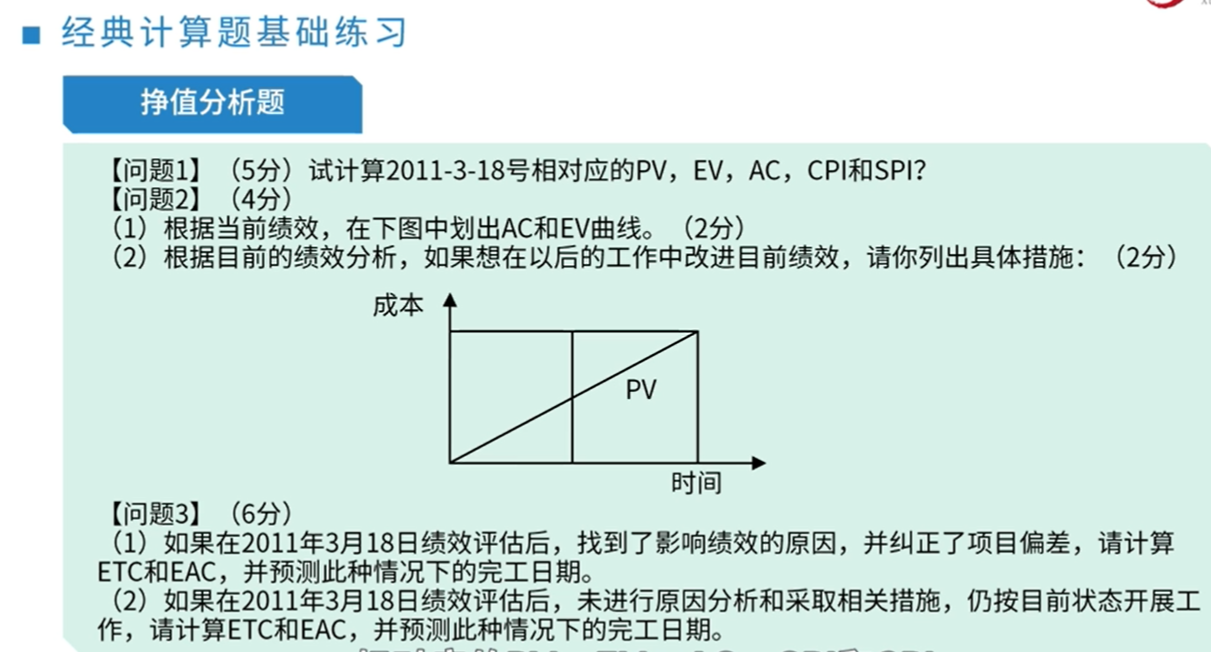 经典计算题基础练习
挣值分析题
【问题1】（5分）试计算2011-3-18号相对应的PV，EV，AC，CPI和SPI？
【问题2】（4分）
（1）根据当前绩效，在下图中划出AC和EV曲线。（2分）
（2）根据目前的绩效分析，如果想在以后的工作中改进目前绩效，请你列出具体措施：（2分）
成本
PV
时间
【问题3】（6分）
（1）如果在2011年3月18日绩效评估后，找到了影响绩效的原因，并纠正了项目偏差，请计算
ETC和EAC，并预测此种情况下的完工日期。
（2）如果在2011年3月18日绩效评估后，未进行原因分析和采取相关措施，仍按目前状态开展工
作，请计算ETC和EAC，并预测此种情况下的完工日期。